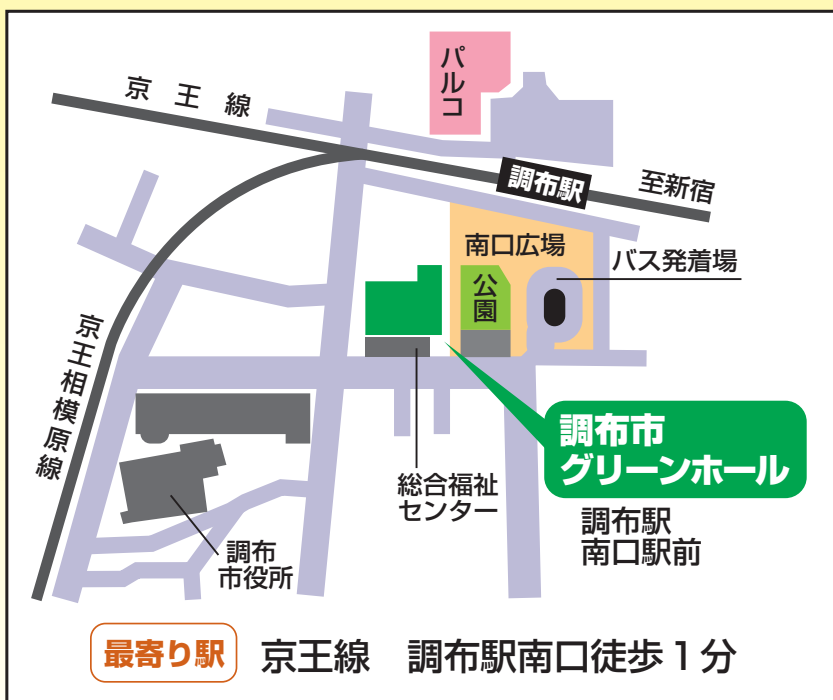 パルコ
京王線
調布駅
至新宿
南口広場
バス発着場
公園
京王相模原線
調布市
グリーンホール
総合福祉
センター
調布駅
南口駅前
調布
市役所
最寄り駅 京王線 調布駅南口徒歩1分